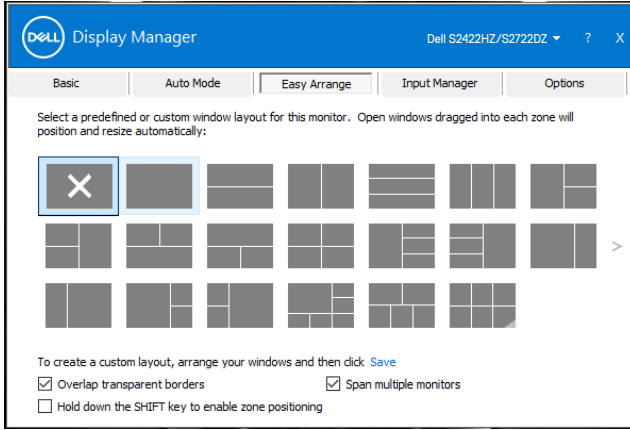 DELL Display Manager Dell S2422HZ/S2722DZ ? X
Basic Auto Mode Easy Arrange Input Manager Options
Select a predefined or custom window layout for this monitor. Open windows dragged into each zone will
position and resize automatically:
>
To create a custom layout, arrange your windows and then click Save
Overlap transparent borders Span multiple monitors
Hold down the SHIFT key to enable zone positioning